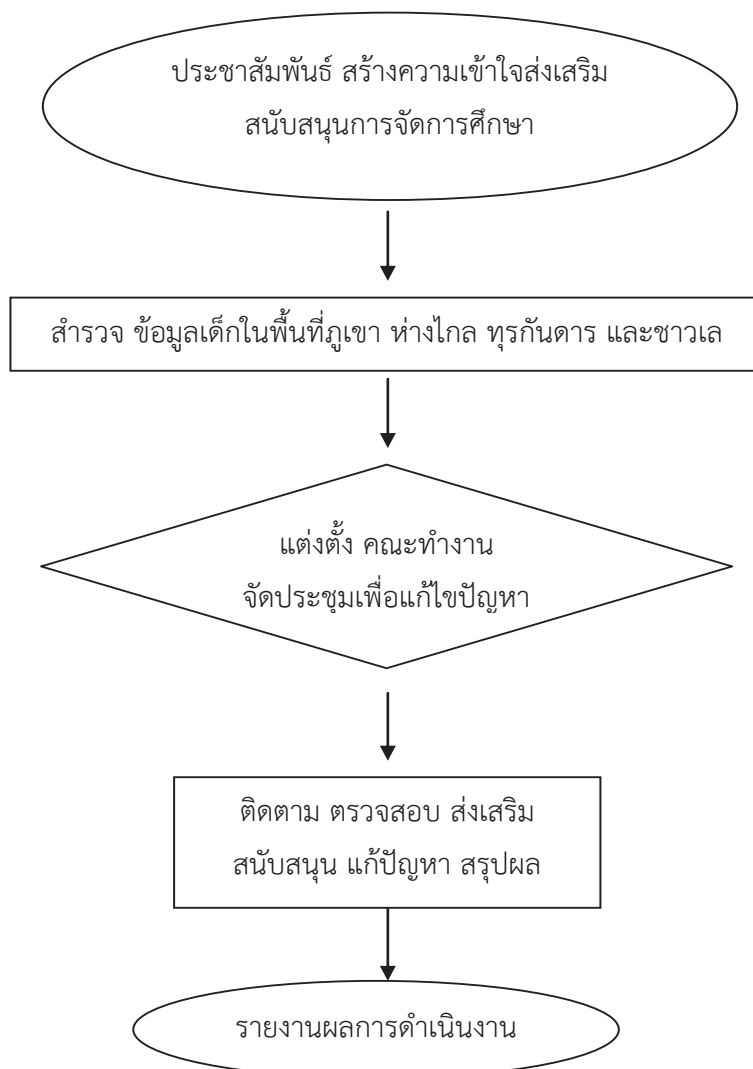 ประชาสัมพันธ์ สร้างความเข้าใจส่งเสริม
สนับสนุนการจัดการศึกษา
สำรวจ ข้อมูลเด็กในพื้นที่ภูเขา ห่างไกล ทุรกันดาร และชาวเล
แต่งตั้ง คณะทำงาน
จัดประชุมเพื่อแก้ไขปัญหา
ติดตาม ตรวจสอบ ส่งเสริม
สนับสนุน แก้ปัญหา สรุปผล
รายงานผลการดำเนินงาน